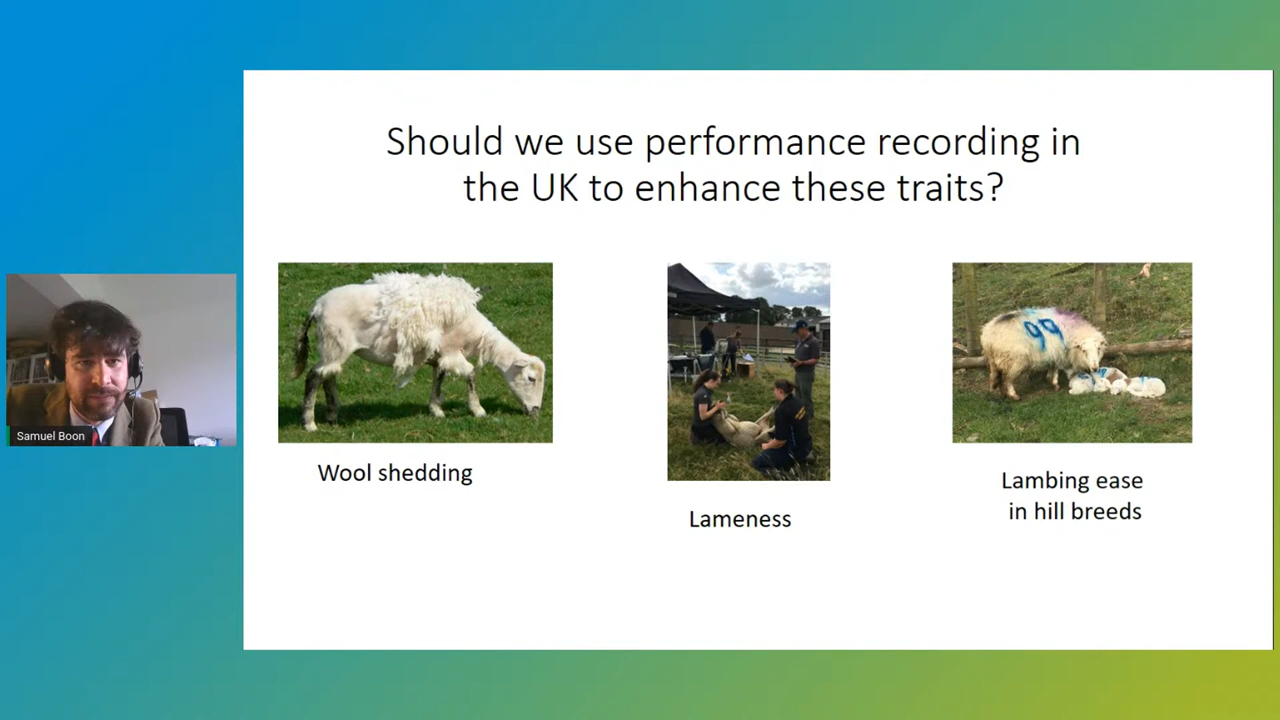 Should we use performance recording in
the UK to enhance these traits?
99
Samuel Boon
Wool shedding
Lameness
Lambing ease
in hill breeds